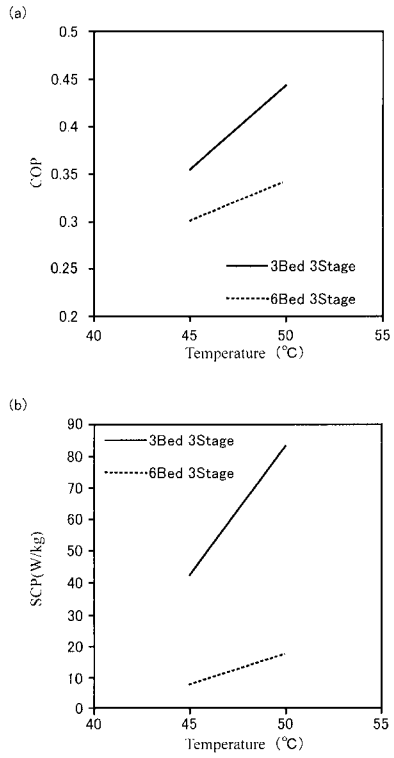 (a)
0.5
0.45
0.4
0.35
0.3
0.25
0.2
COP
3Bed 3Stage
6Bed 3Stage
40 45 50 55
Temperature (℃)
(b)
90
80
70
60
50
40
30
20
10
0
SCP(W/kg)
3Bed 3Stage
6Bed 3Stage
40 45 50 55
Temperature (℃)